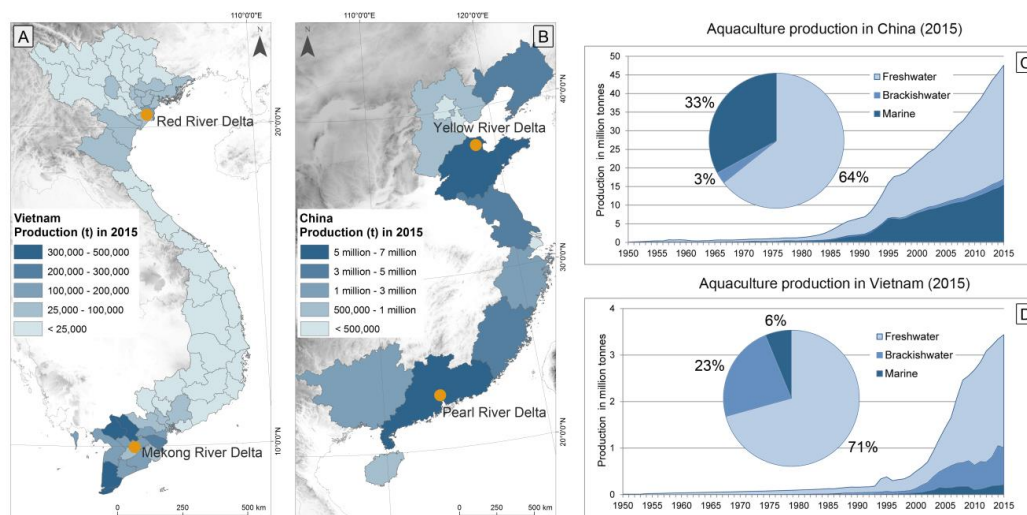 A
110°0'0"E
N
20°0'0"N
Red River Delta
Vietnam
Production (t) in 2015
300,000 - 500,000
200,000 - 300,000
100,000 - 200,000
25,000 - 100,000
< 25,000
10°0'0"N
Mekong River Delta
0 250 500 km
B
110°0'0"E 120°0'0"E
N
40°0'0"N
Yellow River Delta
China
Production (t) in 2015
5 million - 7 million
3 million - 5 million
1 million - 3 million
500,000 - 1 million
< 500,000
30°0'0"N
Pearl River Delta
20°0'0"N
0 250 500 km
Aquaculture production in China (2015)
C
Production in million tonnes
50
45
40
35
30
25
20
15
10
5
0
33%
3%
64%
Freshwater
Brackishwater
Marine
1950 1955 1960 1965 1970 1975 1980 1985 1990 1995 2000 2005 2010 2015
Aquaculture production in Vietnam (2015)
D
Production in million tonnes
4
3
2
1
0
6%
23%
71%
Freshwater
Brackishwater
Marine
1950 1955 1960 1965 1970 1975 1980 1985 1990 1995 2000 2005 2010 2015